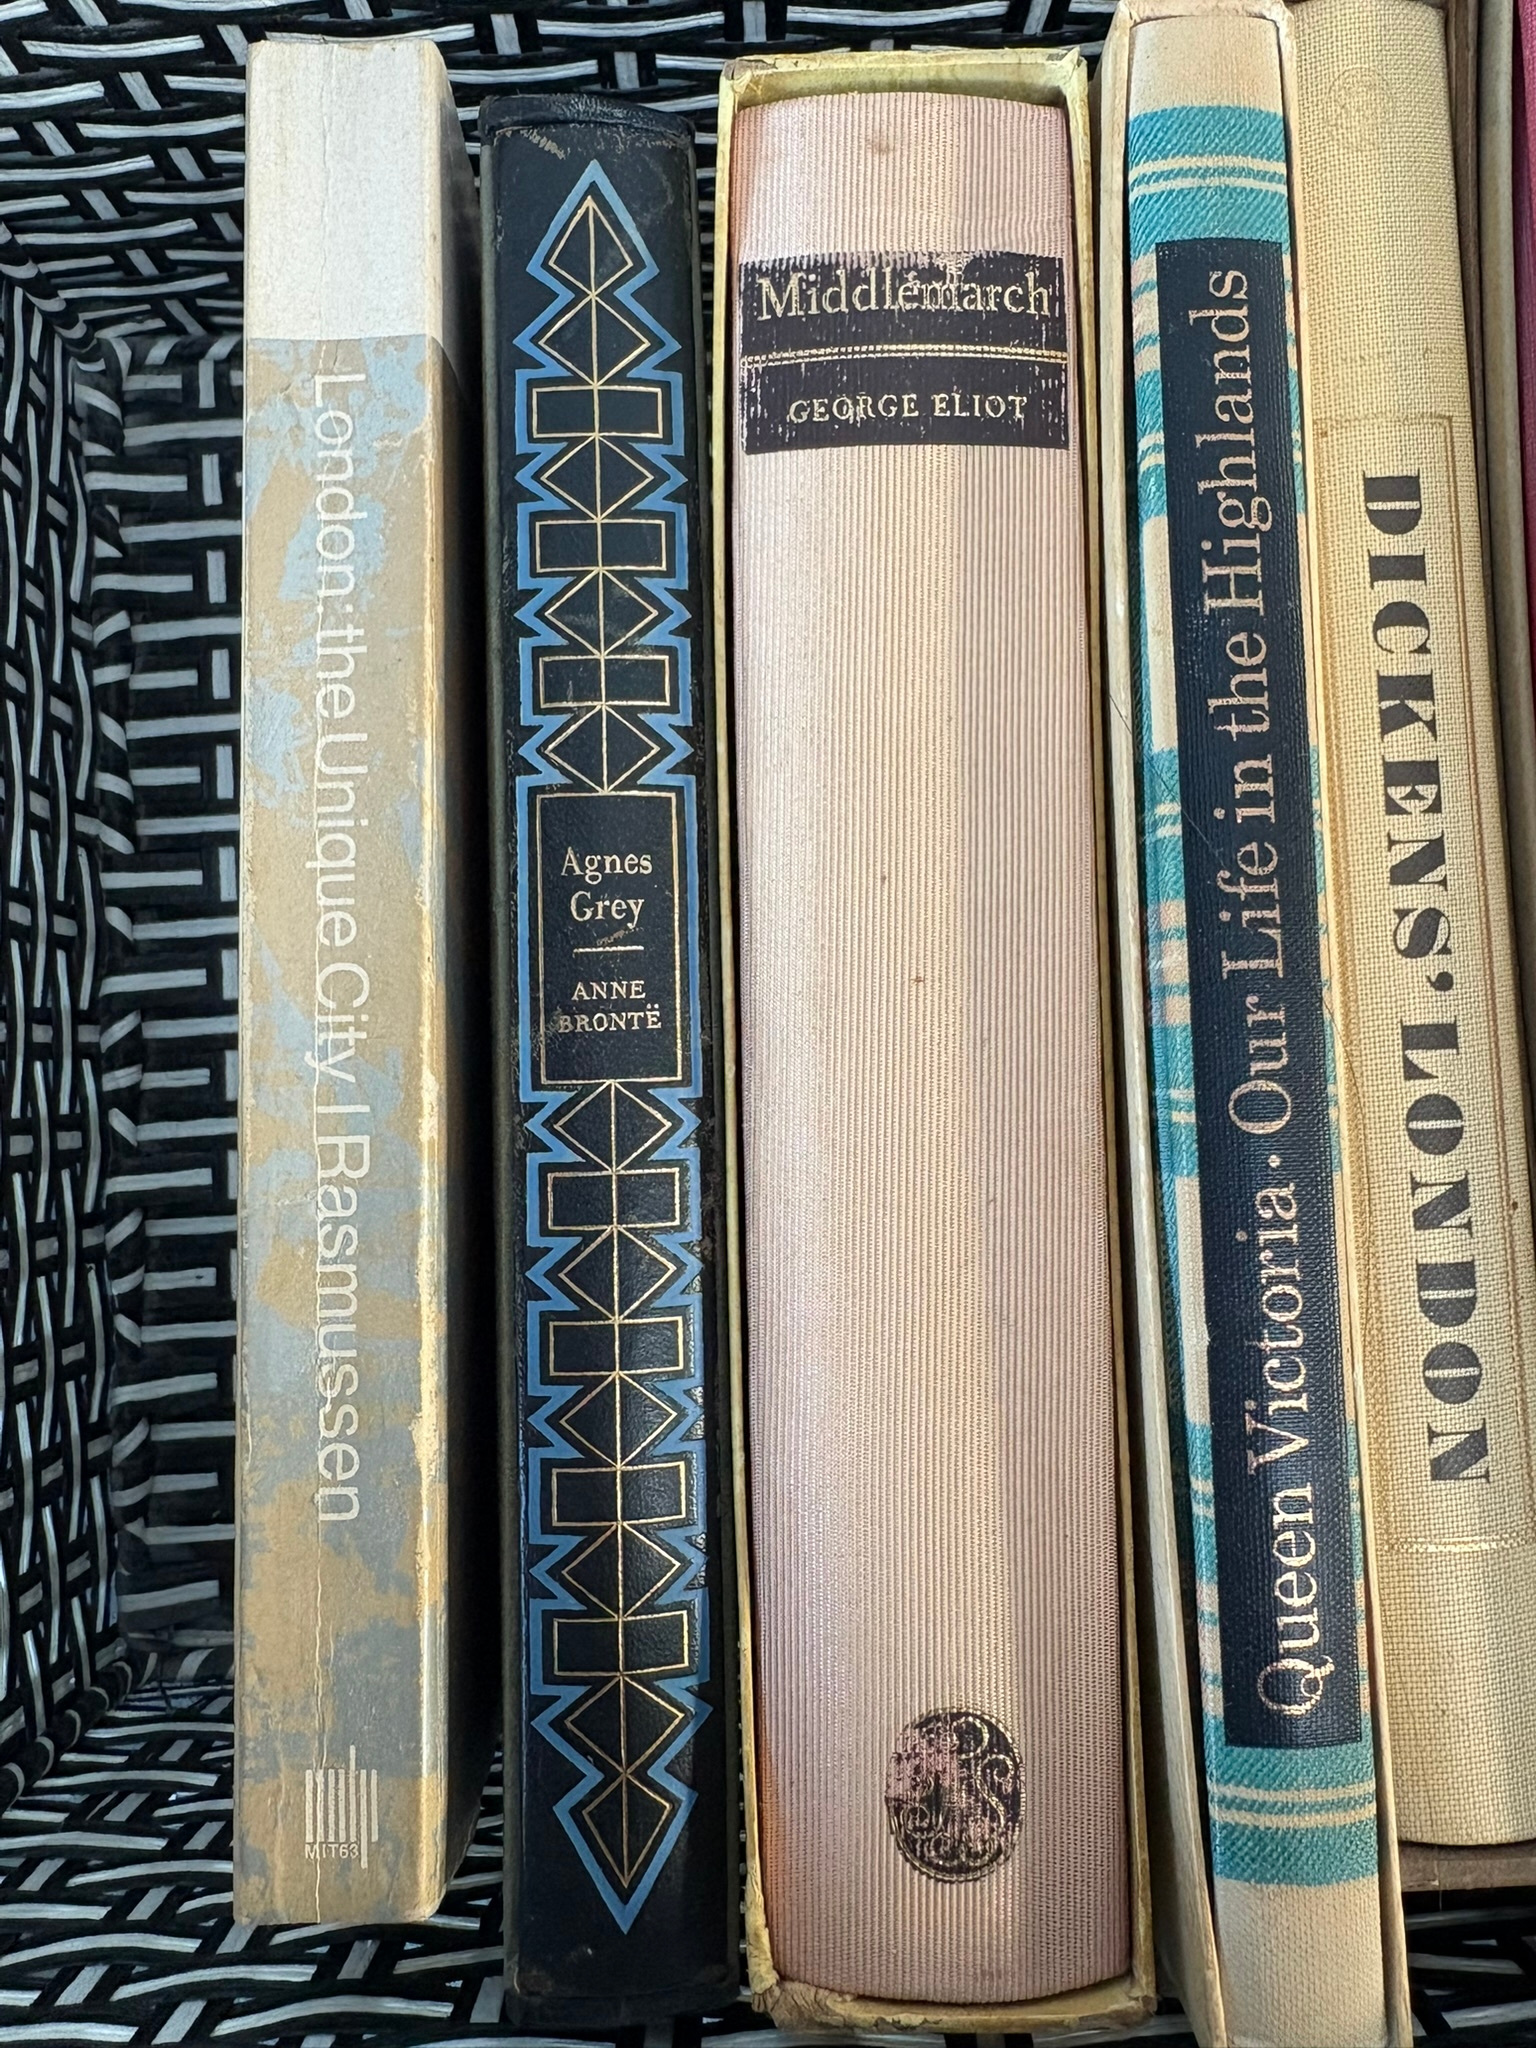 London: the Unique City | Rasmussen
MIT63
Agnes
Grey
ANNE
BRONTË
Middlemarch
GEORGE ELIOT
Queen Victoria · Our Life in the Highlands
DICKENS' LONDON